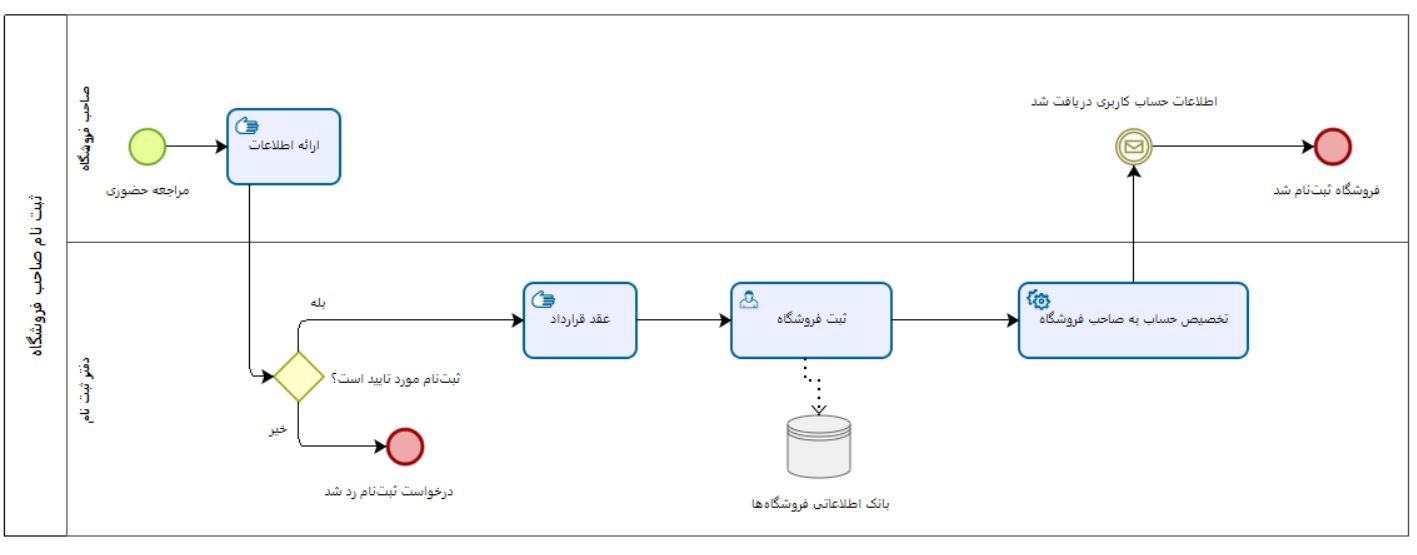 ثبت نام صاحب فروشگاه
صاحب فروشگاه
مراجعه حضوری
ارائه اطلاعات
اطلاعات حساب کاربری دریافت شد
فروشگاه ثبت‌نام شد
دفتر ثبت نام
ثبت‌نام مورد تایید است؟
بله
خیر
درخواست ثبت‌نام رد شد
عقد قرارداد
ثبت فروشگاه
بانک اطلاعاتی فروشگاه‌ها
تخصیص حساب به صاحب فروشگاه